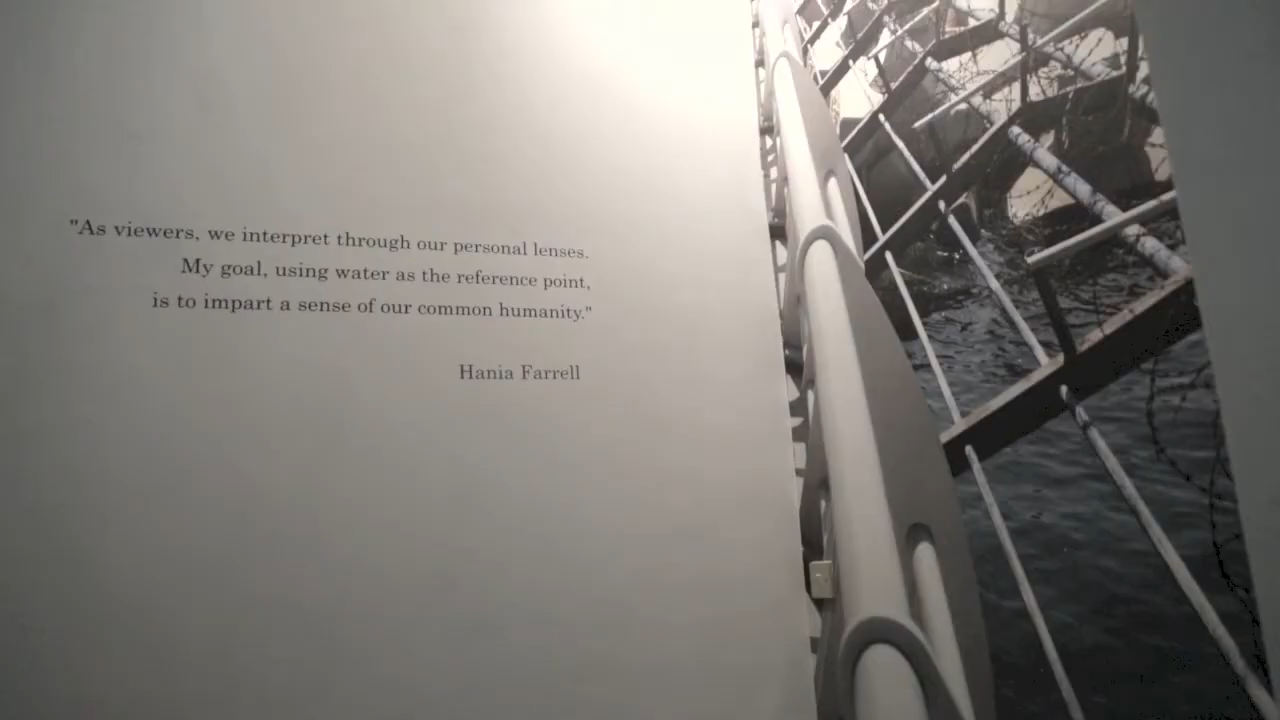 "As viewers, we interpret through our personal lenses.
My goal, using water as the reference point,
is to impart a sense of our common humanity."
Hania Farrell